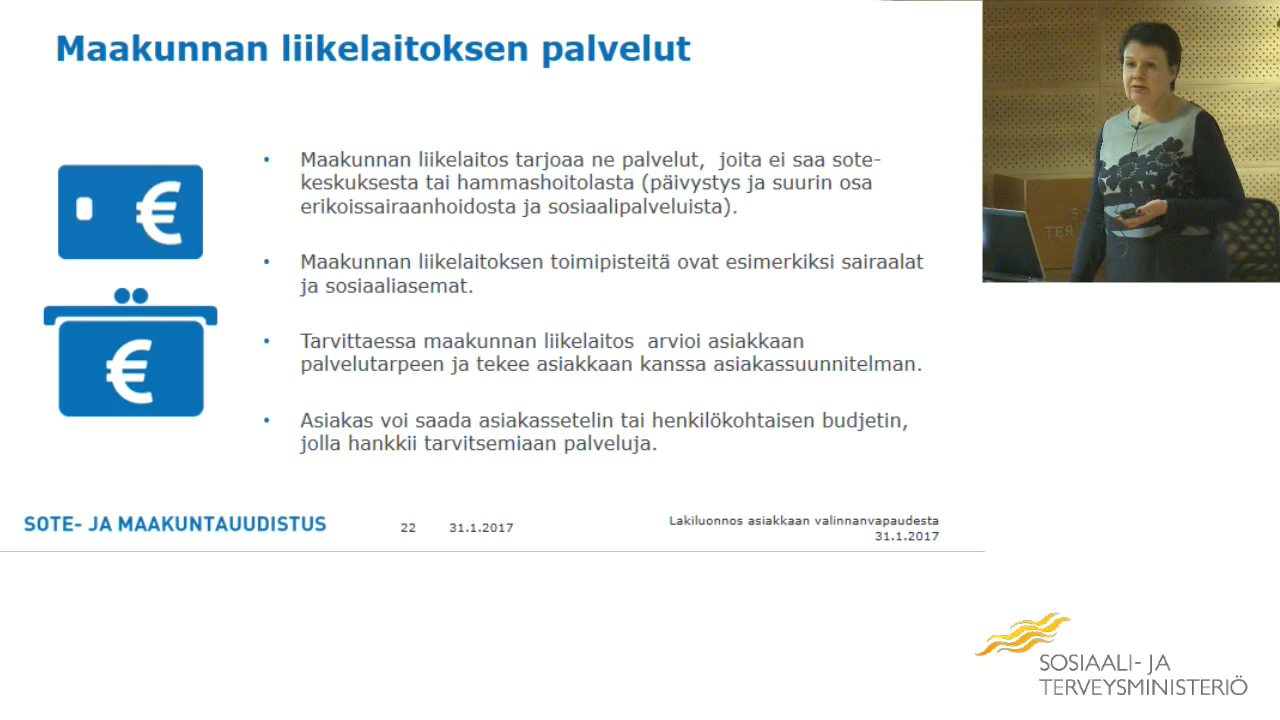 Maakunnan liikelaitoksen palvelut
• Maakunnan liikelaitos tarjoaa ne palvelut, joita ei saa sote-
keskuksesta tai hammashoitolasta (päivystys ja suurin osa
erikoissairaanhoidosta ja sosiaalipalveluista).
• Maakunnan liikelaitoksen toimipisteitä ovat esimerkiksi sairaalat
ja sosiaaliasemat.
• Tarvittaessa maakunnan liikelaitos arvioi asiakkaan
palvelutarpeen ja tekee asiakkaan kanssa asiakassuunnitelman.
• Asiakas voi saada asiakassetelin tai henkilökohtaisen budjetin,
jolla hankkii tarvitsemiaan palveluja.
€
€
SOTE- JA MAAKUNTAUUDISTUS
22 31.1.2017
Lakiluonnos asiakkaan valinnanvapaudesta
31.1.2017
SOSIAALI- JA
TERVEYSMINISTERIÖ